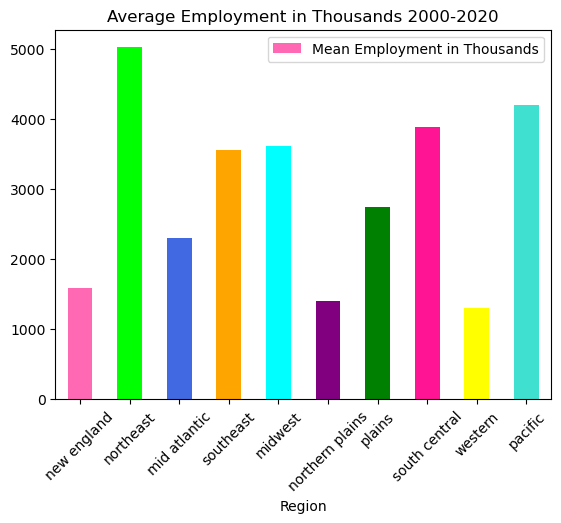 Average Employment in Thousands 2000-2020
Mean Employment in Thousands
5000
4000
3000
2000
1000
0
new england
northeast
mid atlantic
southeast
midwest
northern plains
plains
south central
western
pacific
Region